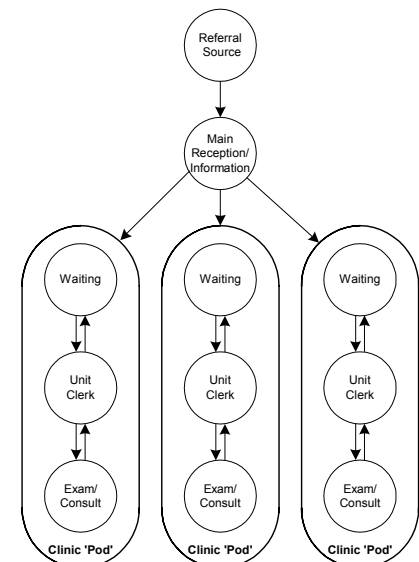 Referral
Source
Main
Reception/
Information
Waiting
Unit
Clerk
Exam/
Consult
Clinic 'Pod'
Waiting
Unit
Clerk
Exam/
Consult
Clinic 'Pod'
Waiting
Unit
Clerk
Exam/
Consult
Clinic 'Pod'